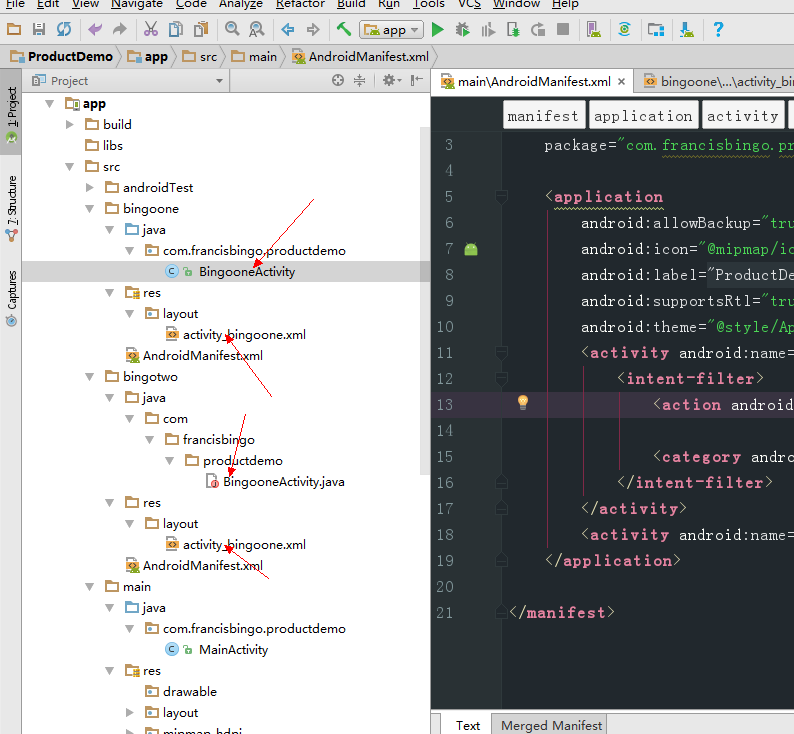 File Edit View Navigate Code Analyze Refactor Build Run Tools VCS Window Help
app
ProductDemo app src main AndroidManifest.xml
1: Project
7: Structure
Captures
Project
app
build
libs
src
androidTest
bingoone
java
com.francisbingo.productdemo
BingooneActivity
res
layout
activity_bingoone.xml
AndroidManifest.xml
bingotwo
java
com
francisbingo
productdemo
BingooneActivity.java
res
layout
activity_bingoone.xml
AndroidManifest.xml
main
java
com.francisbingo.productdemo
MainActivity
res
drawable
layout
mipmap-hdpi
main\AndroidManifest.xml bingoone\...\activity_bin
manifest application activity
3 package="com.francisbingo.pr
4
5 <application
6 android:allowBackup="tru
7 android:icon="@mipmap/ic
8 android:label="ProductDe
9 android:supportsRtl="tru
10 android:theme="@style/Ap
11 <activity android:name=
12 <intent-filter>
13 <action android
14
15 <category andro
16 </intent-filter>
17 </activity>
18 <activity android:name=
19 </application>
20
21 </manifest>
Text Merged Manifest